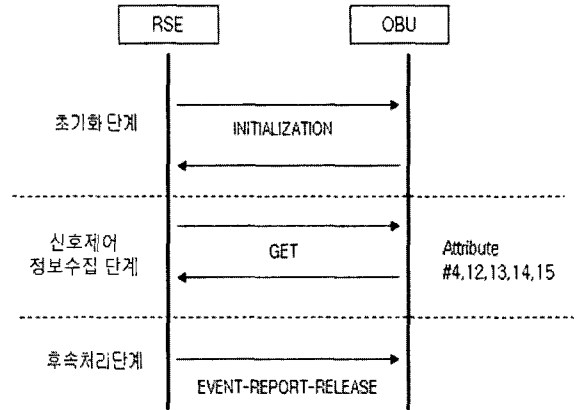 RSE
OBU
초기화 단계
INITIALIZATION
신호제어
정보수집 단계
GET
Attribute
#4,12,13,14,15
후속처리단계
EVENT-REPORT-RELEASE